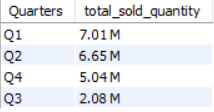 Quarters total_sold_quantity
Q1 7.01 M
Q2 6.65 M
Q4 5.04 M
Q3 2.08 M